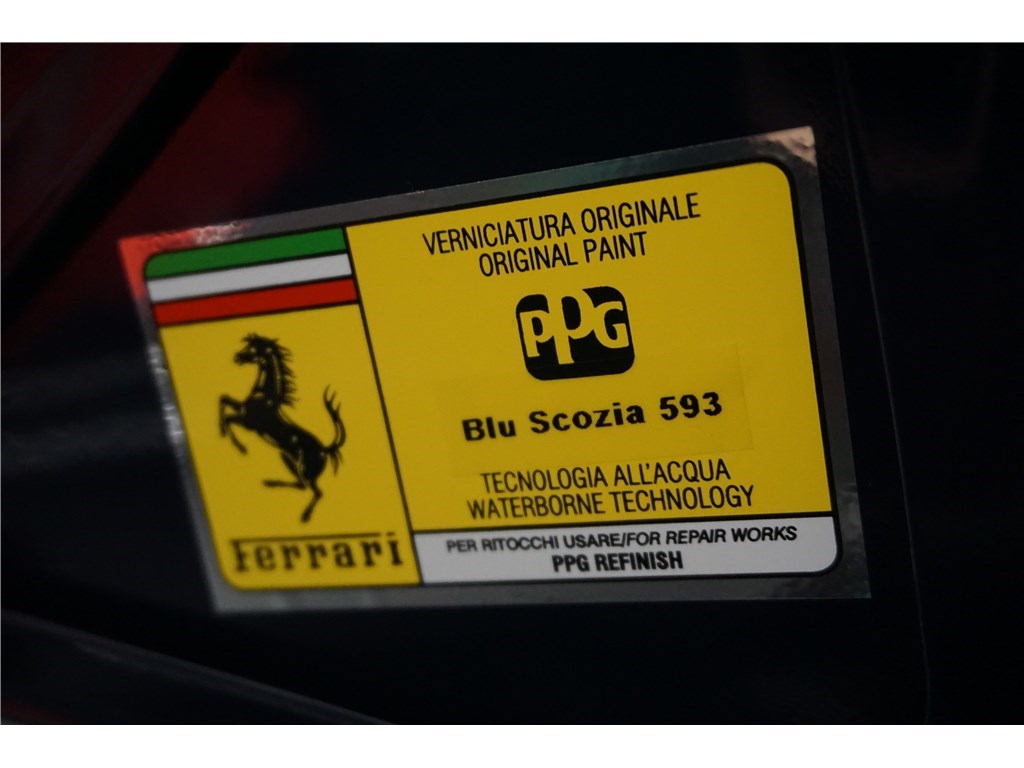 VERNICIATURA ORIGINALE
ORIGINAL PAINT
PPG
Blu Scozia 593
TECNOLOGIA ALL'ACQUA
WATERBORNE TECHNOLOGY
Ferrari
PER RITOCCHI USARE/FOR REPAIR WORKS
PPG REFINISH